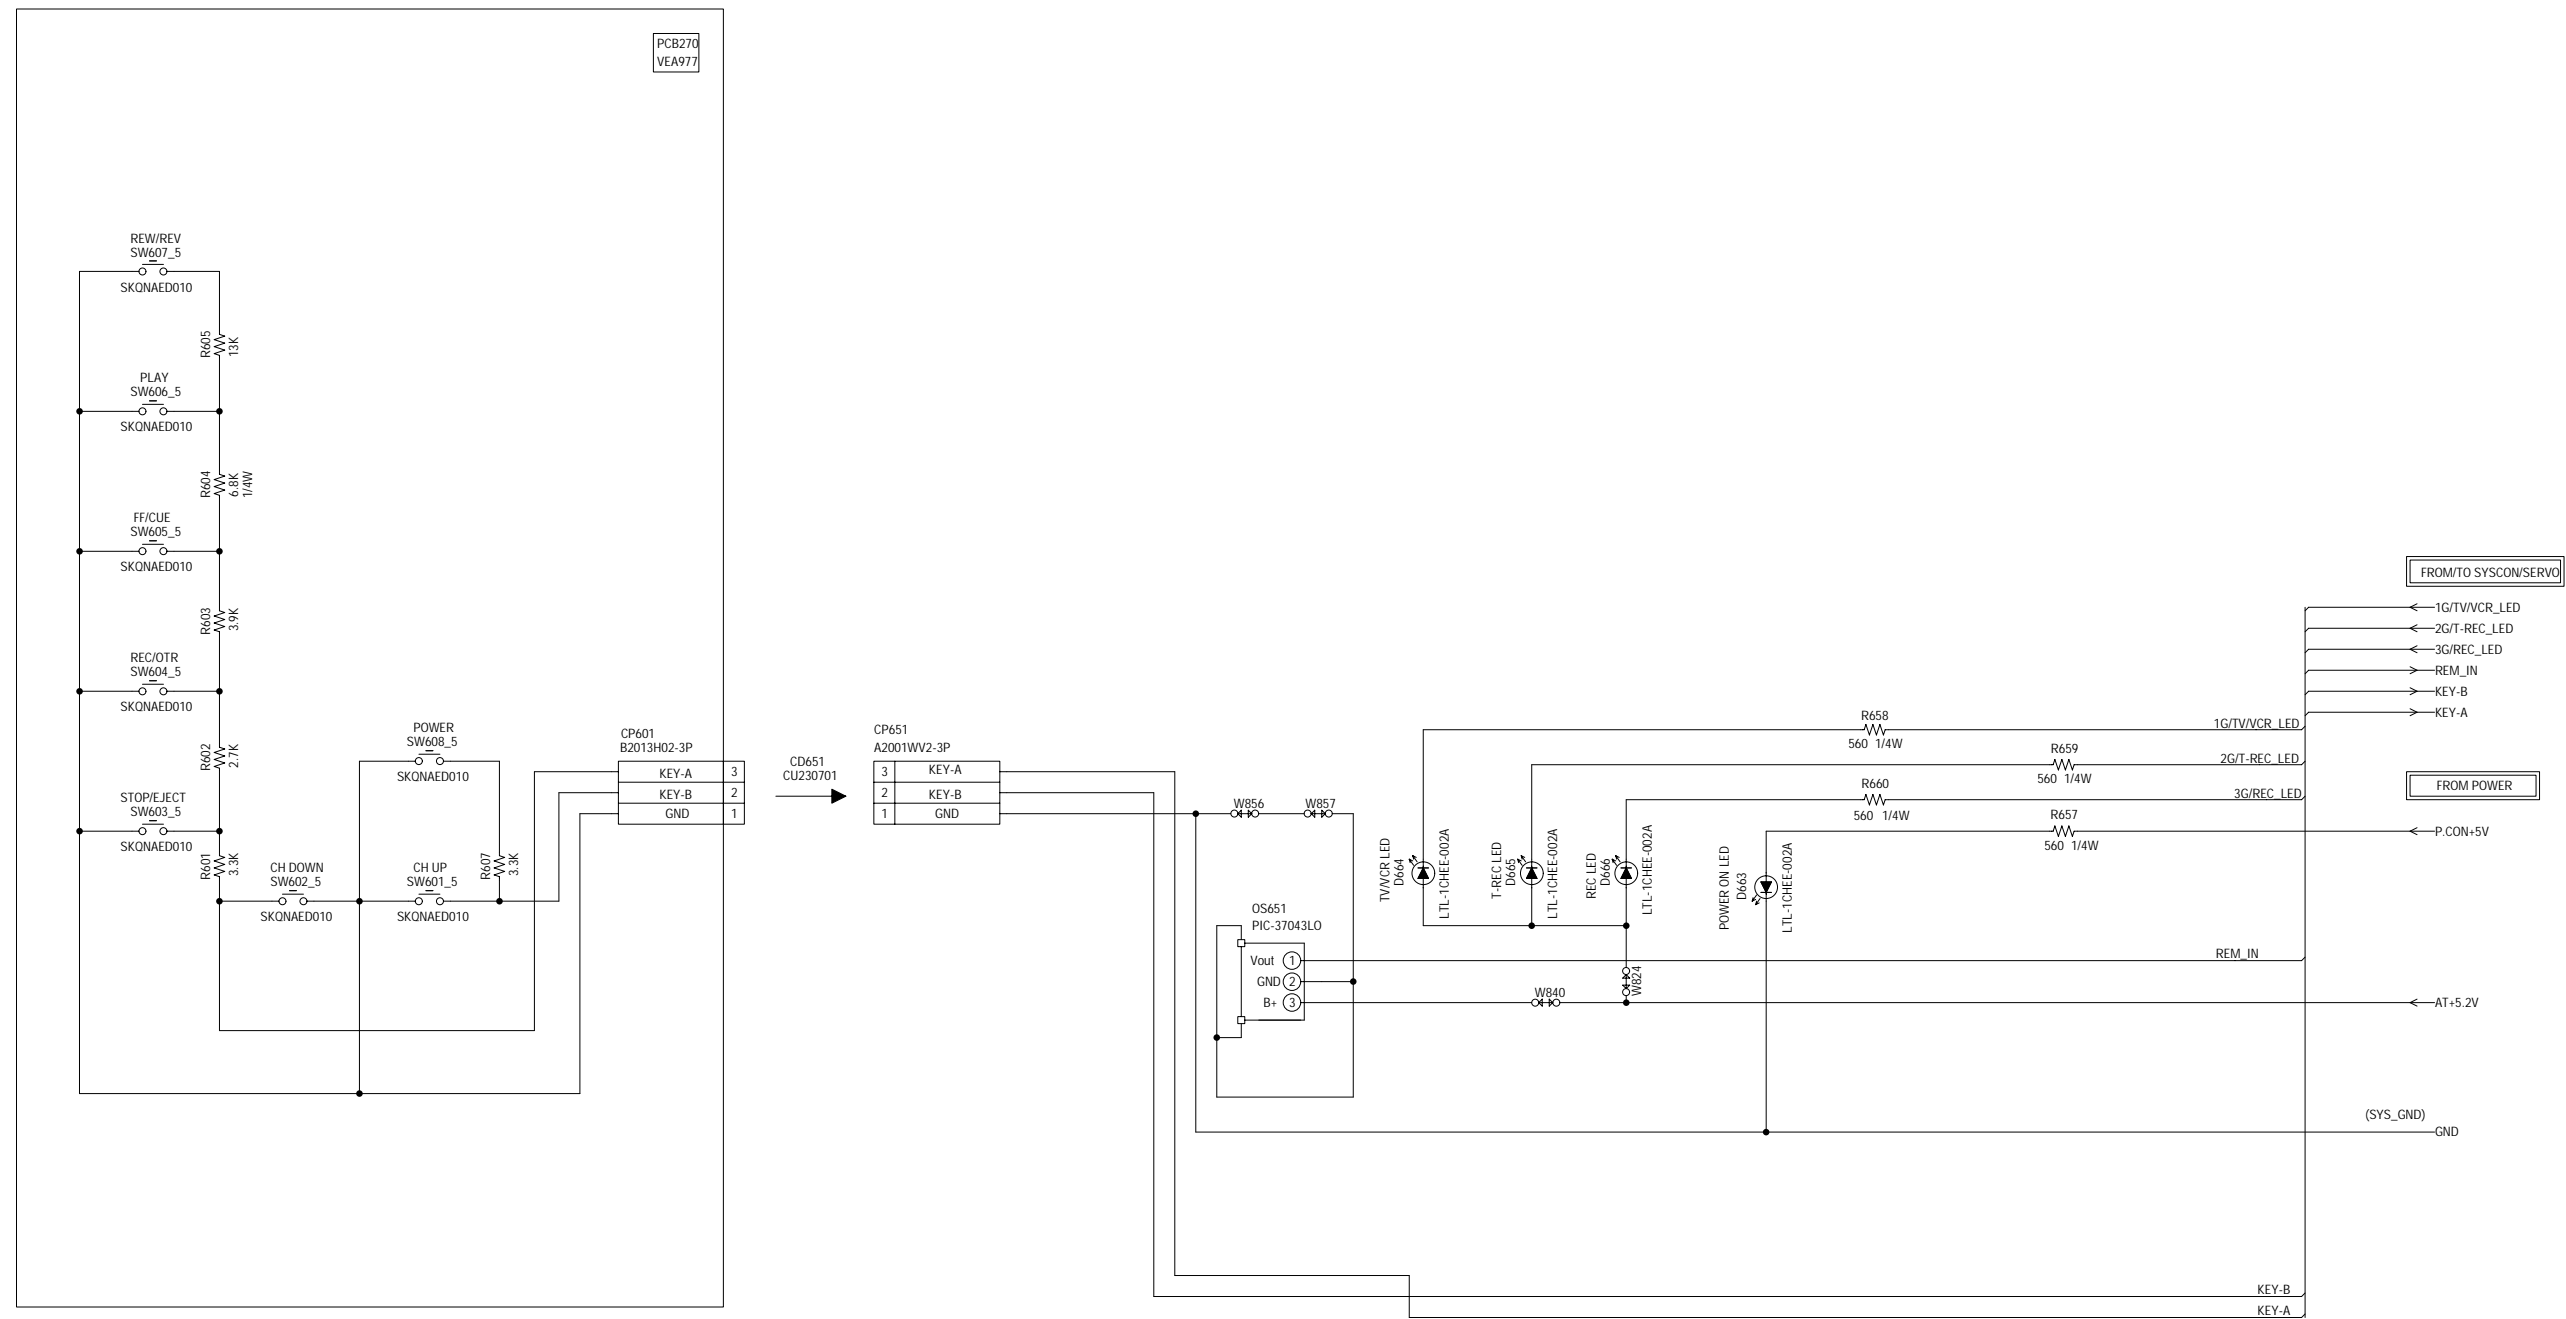 PCB270
VEA977
REW/REV
SW607_5
SKQNAED010
R605
13K
PLAY
SW606_5
SKQNAED010
R604
6.8K
1/4W
FF/CUE
SW605_5
SKQNAED010
R603
3.9K
REC/OTR
SW604_5
SKQNAED010
R602
2.7K
STOP/EJECT
SW603_5
SKQNAED010
R601
3.3K
CH DOWN
SW602_5
SKQNAED010
POWER
SW608_5
SKQNAED010
CH UP
SW601_5
SKQNAED010
R607
3.3K
CP601
B2013H02-3P
KEY-A 3
KEY-B 2
GND 1
CD651
CU230701
CP651
A2001WV2-3P
3 KEY-A
2 KEY-B
1 GND
W856
W857
OS651
PIC-37043LO
Vout 1
GND 2
B+ 3
TV/VCR LED
D664
LTL-1CHEE-002A
T-REC LED
D665
LTL-1CHEE-002A
REC LED
D666
LTL-1CHEE-002A
POWER ON LED
D663
LTL-1CHEE-002A
W840
W824
R658
560 1/4W
R659
560 1/4W
R660
560 1/4W
R657
560 1/4W
1G/TV/VCR_LED
2G/T-REC_LED
3G/REC_LED
REM_IN
KEY-B
KEY-A
FROM/TO SYSCON/SERVO
1G/TV/VCR_LED
2G/T-REC_LED
3G/REC_LED
REM_IN
KEY-B
KEY-A
FROM POWER
P.CON+5V
AT+5.2V
(SYS_GND)
GND